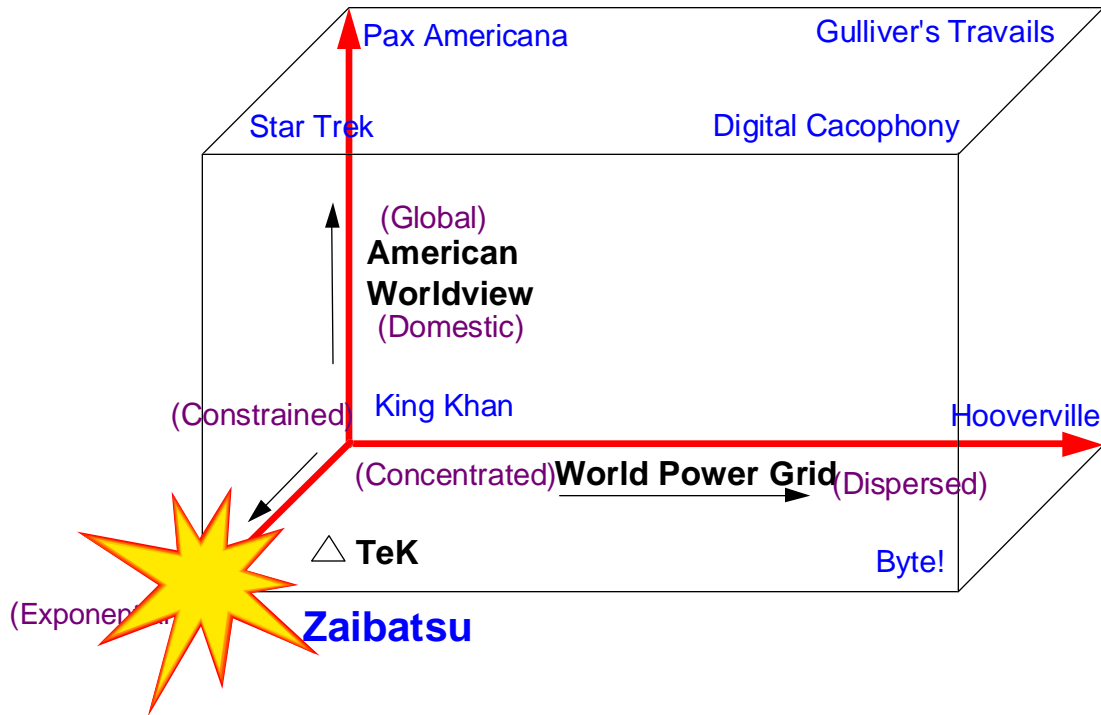 Pax Americana
Gulliver's Travails
Star Trek
Digital Cacophony
(Global)
American
Worldview
(Domestic)
King Khan
(Constrained)
Hooverville
(Concentrated)
World Power Grid
(Dispersed)
△ TeK
Byte!
Zaibatsu